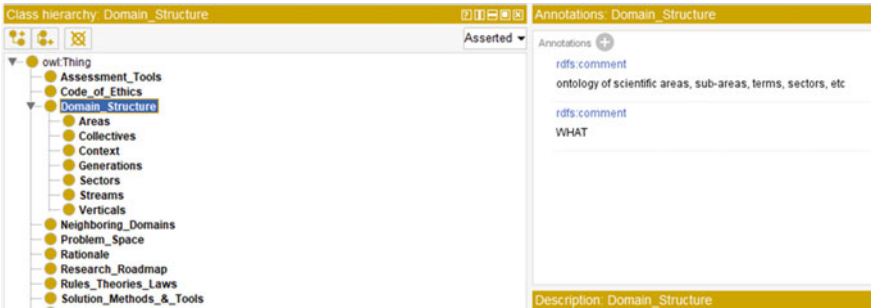 Class hierarchy: Domain_Structure
Asserted
owl:Thing
Assessment_Tools
Code_of_Ethics
Domain_Structure
Areas
Collectives
Context
Generations
Sectors
Streams
Verticals
Neighboring_Domains
Problem_Space
Rationale
Research_Roadmap
Rules_Theories_Laws
Solution_Methods_&_Tools
Annotations: Domain_Structure
Annotations
rdfs:comment
ontology of scientific areas, sub-areas, terms, sectors, etc
rdfs:comment
WHAT
Description: Domain_Structure